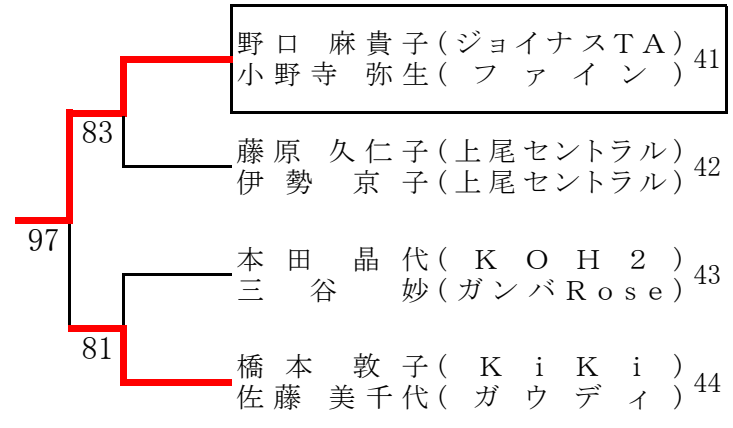 野口 麻貴子(ジョイナスTA) 41
小野寺 弥生(ファイン)
83
藤原 久仁子(上尾セントラル) 42
伊勢 京子(上尾セントラル)
97
本田 晶代(KOH2) 43
三谷 妙(ガンバRose)
81
橋本 敦子(KiKi) 44
佐藤 美千代(ガウディ)